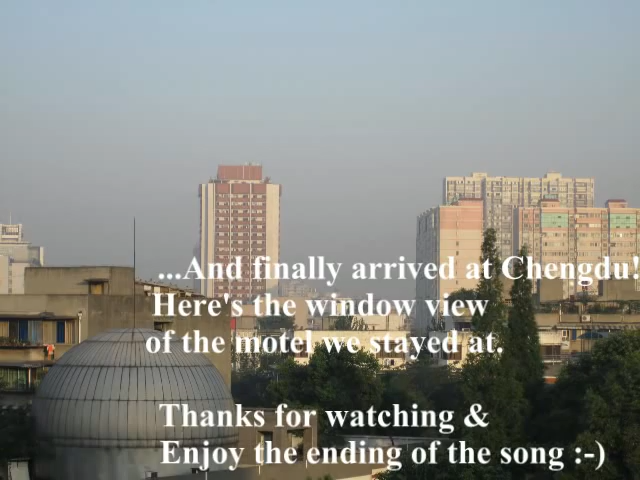 ...And finally arrived at Chengdu!
Here's the window view
of the motel we stayed at.
Thanks for watching &
Enjoy the ending of the song :-)